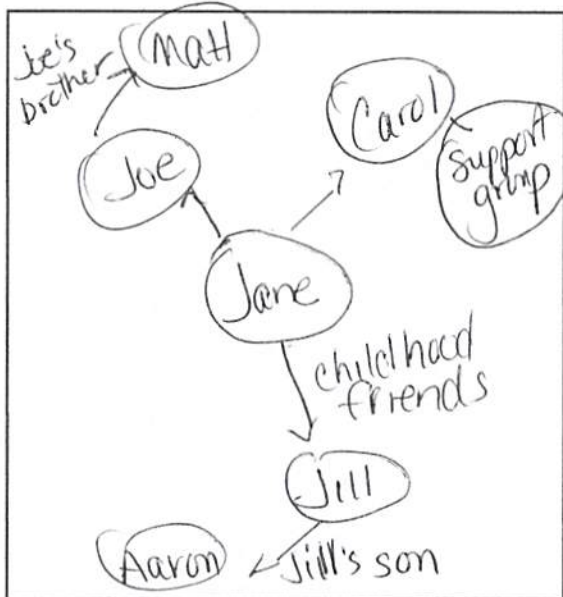 Joe's
brother
Matt
Joe
Carol
support
group
Jane
childhood
friends
Jill
Aaron
Jill's son